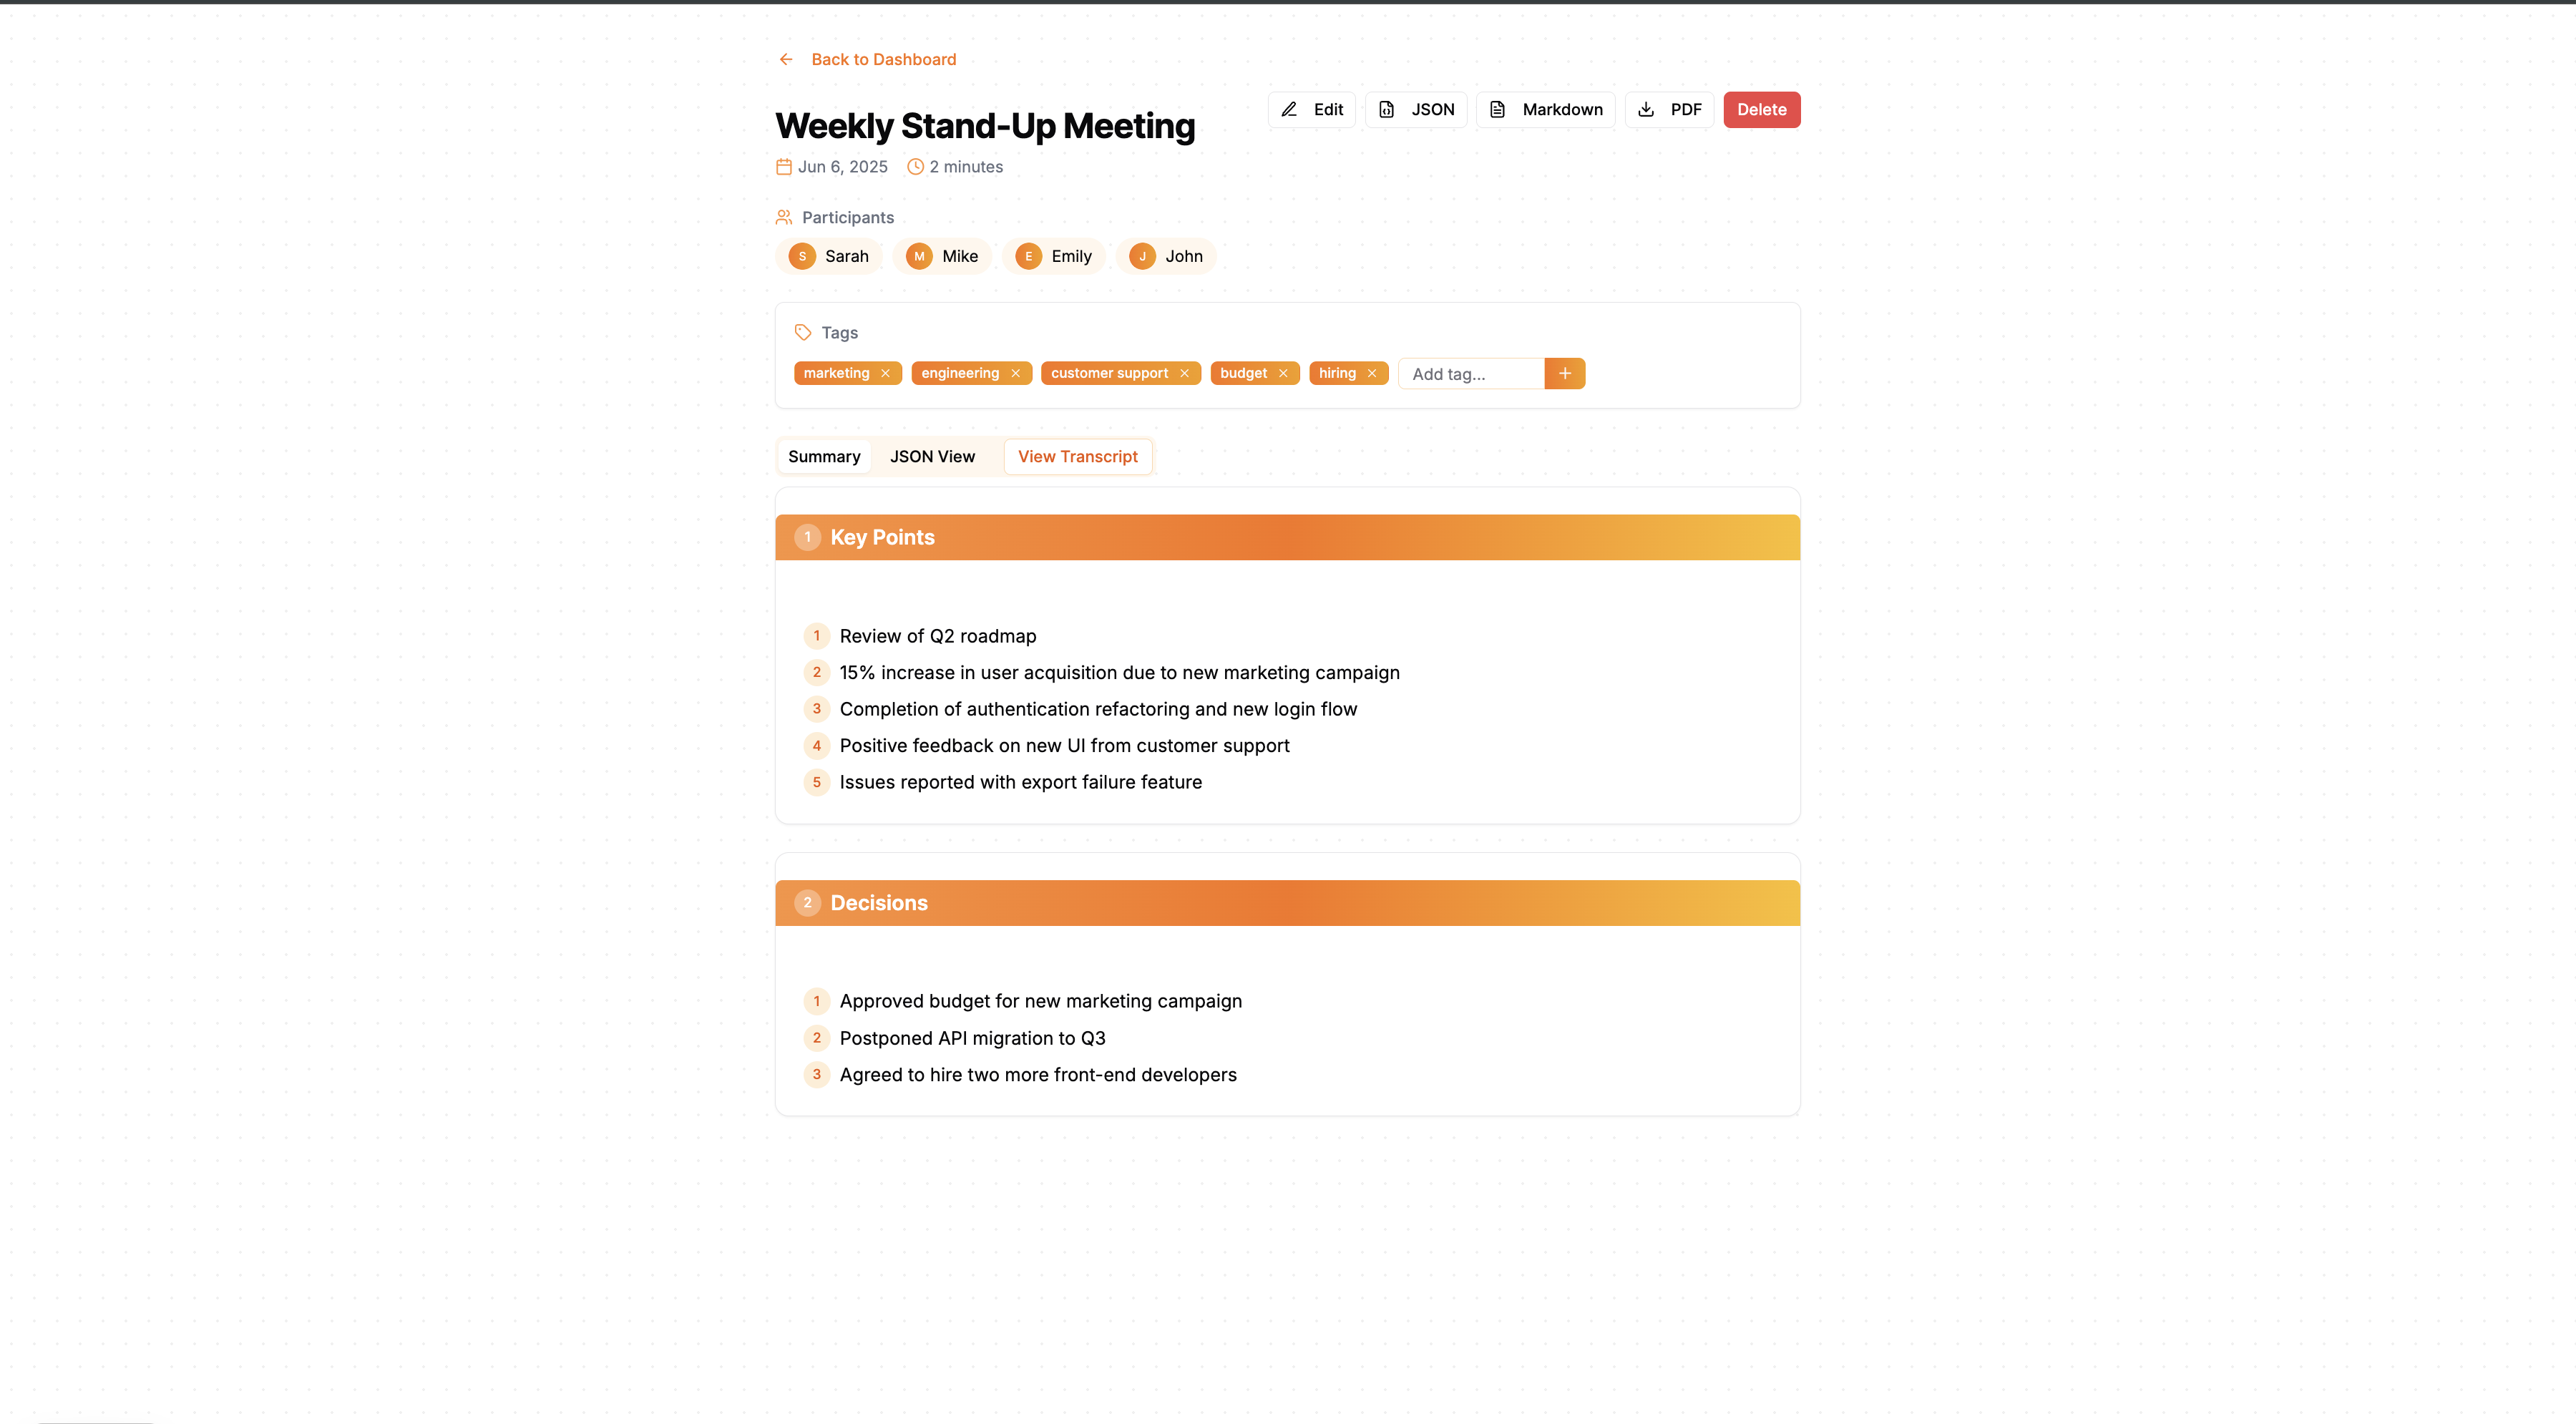 Back to Dashboard
Weekly Stand-Up Meeting
Edit
JSON
Markdown
PDF
Delete
Jun 6, 2025 2 minutes
Participants
S Sarah M Mike E Emily J John
Tags
marketing engineering customer support budget hiring Add tag...
Summary JSON View View Transcript
1 Key Points
1 Review of Q2 roadmap
2 15% increase in user acquisition due to new marketing campaign
3 Completion of authentication refactoring and new login flow
4 Positive feedback on new UI from customer support
5 Issues reported with export failure feature
2 Decisions
1 Approved budget for new marketing campaign
2 Postponed API migration to Q3
3 Agreed to hire two more front-end developers